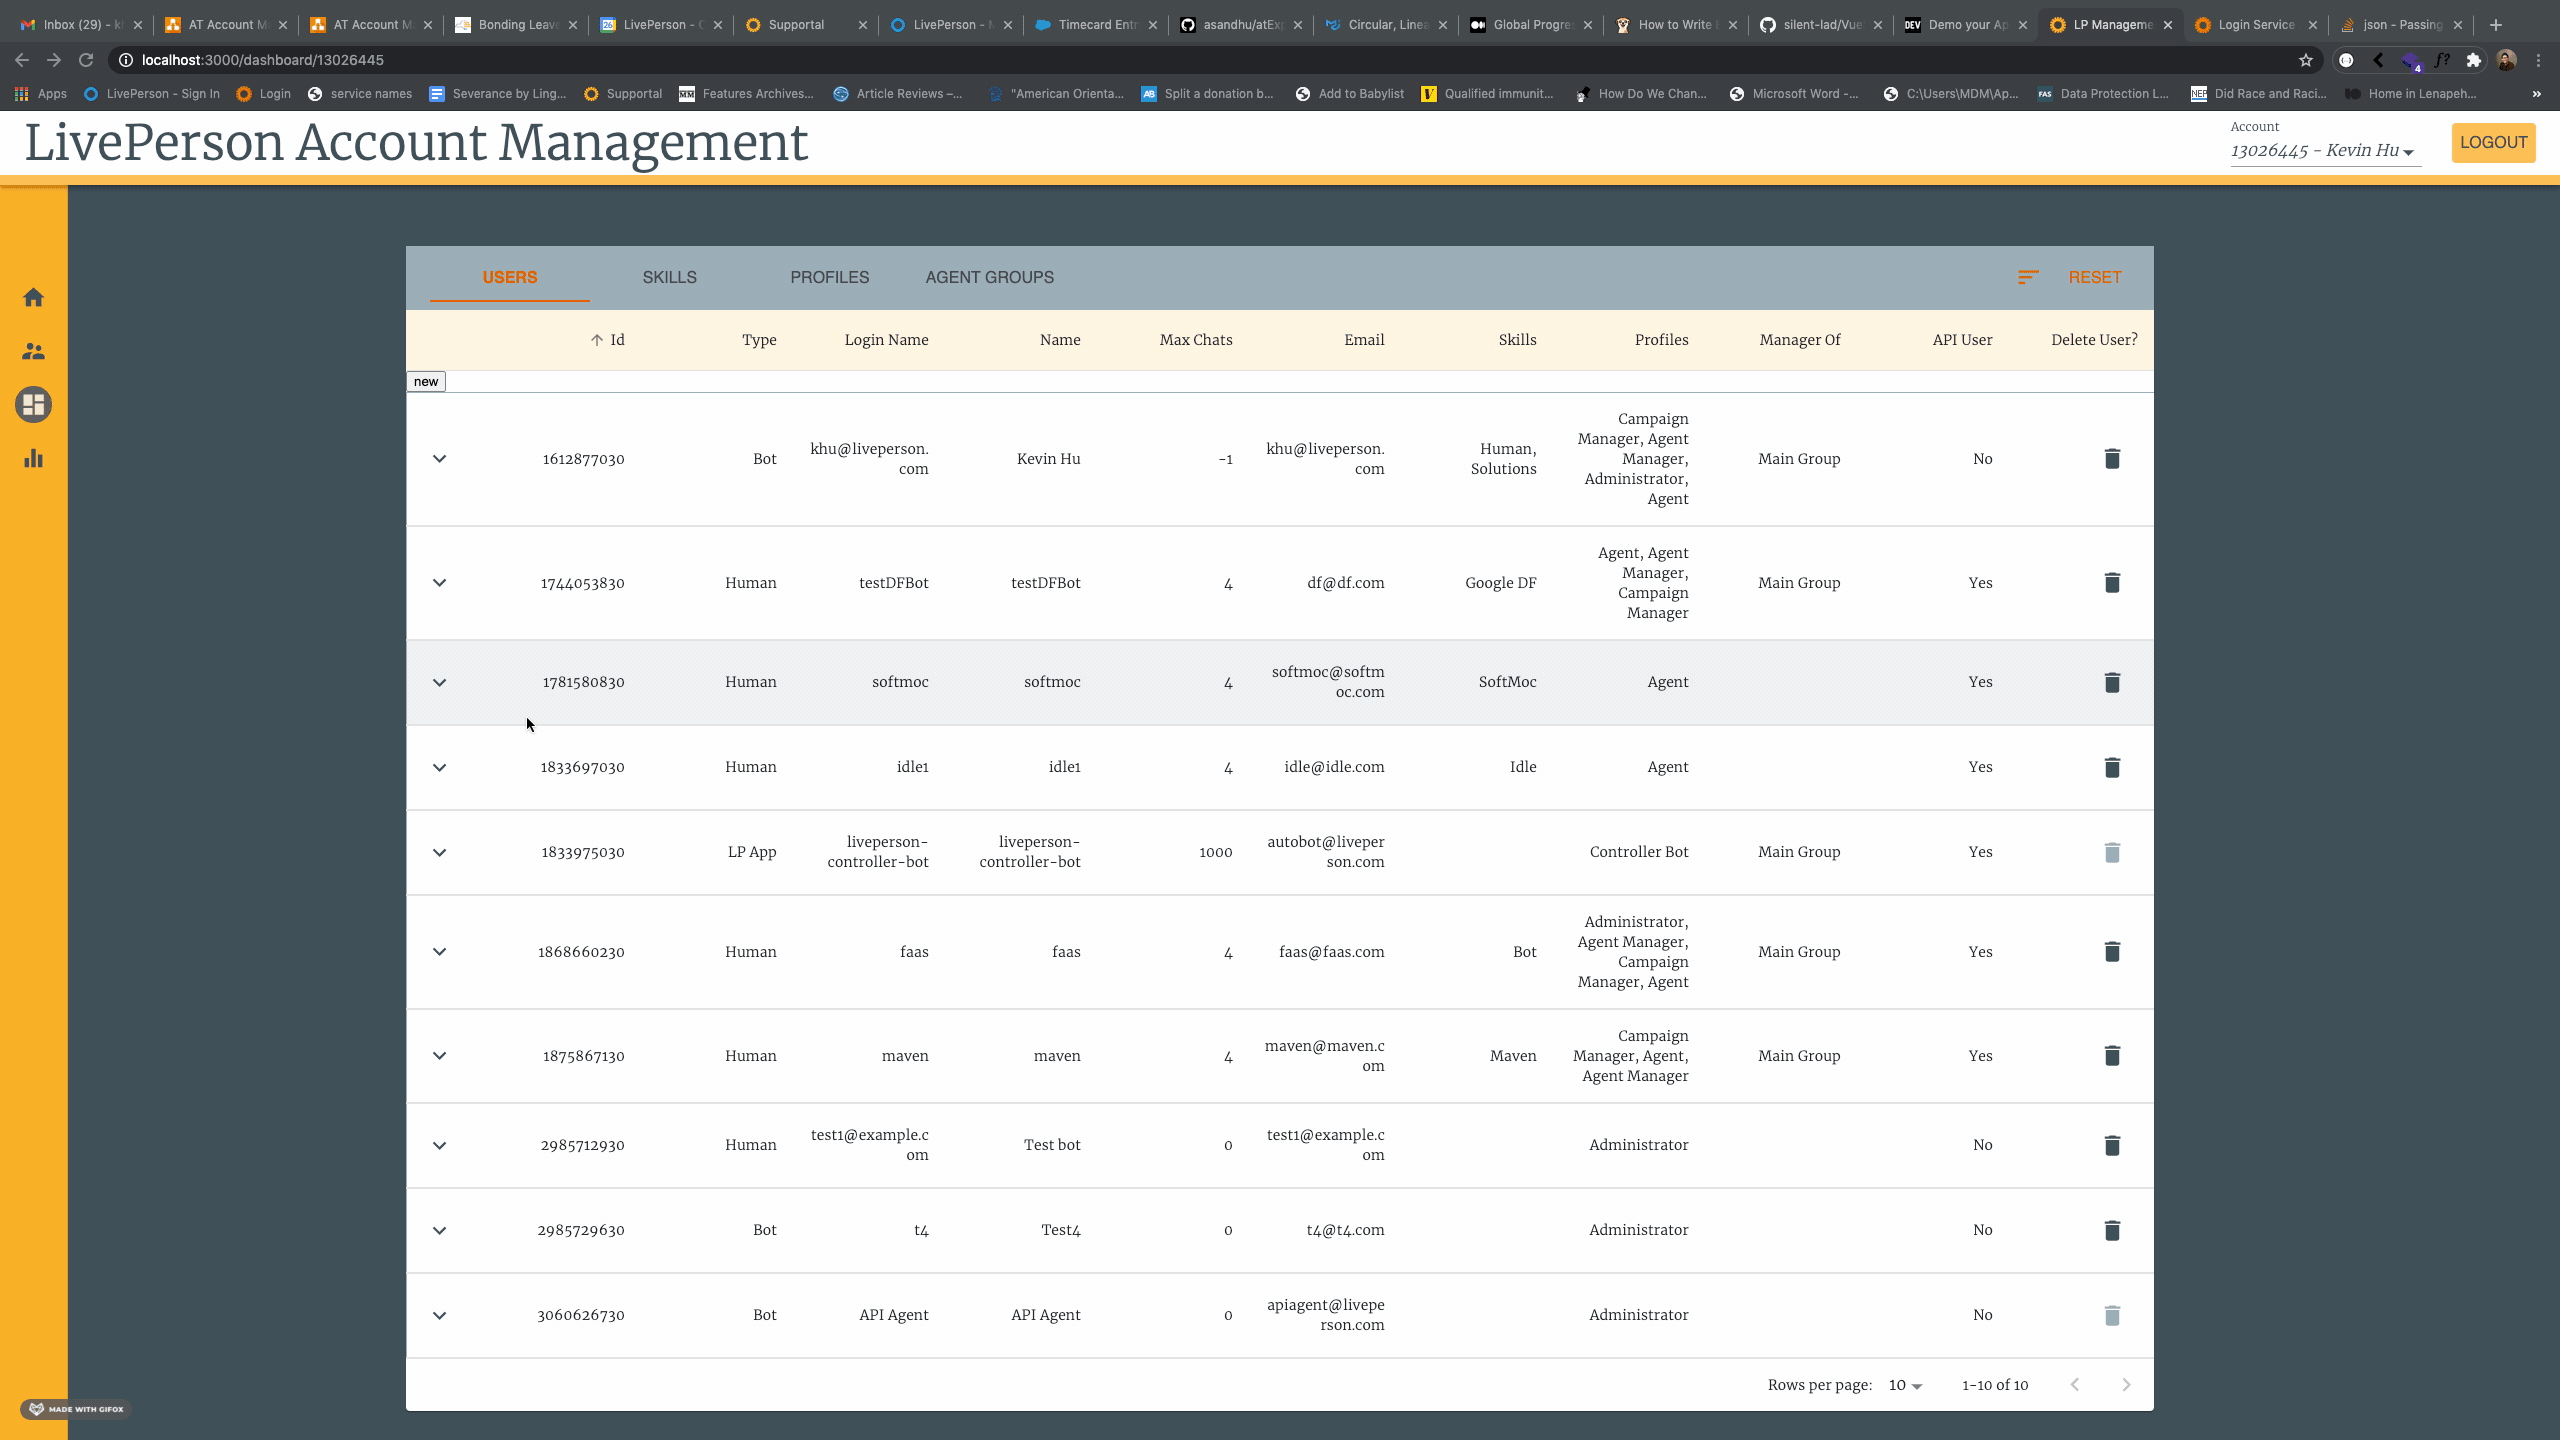 Inbox (29) - k
AT Account M
AT Account M
Bonding Leav
LivePerson - C
Supportal
LivePerson - M
Timecard Entr
asandhu/atExp
Circular, Linea
Global Progre
How to Write
silent-lad/Vue
DEV
Demo your Ap
LP Manageme
Login Service
json - Passing
localhost:3000/dashboard/13026445
4
f?
Apps
LivePerson - Sign In
Login
service names
Severance by Ling...
Supportal
Features Archives...
Article Reviews –...
"American Orienta...
Split a donation b...
Add to Babylist
Qualified immunit...
How Do We Chan...
Microsoft Word -...
C:\Users\MDM\Ap...
Data Protection L...
Did Race and Raci...
Home in Lenapeh...
LivePerson Account Management
Account
13026445 - Kevin Hu
LOGOUT
USERS
SKILLS
PROFILES
AGENT GROUPS
RESET
Id
Type
Login Name
Name
Max Chats
Email
Skills
Profiles
Manager Of
API User
Delete User?
new
1612877030
Bot
khu@liveperson.
com
Kevin Hu
-1
khu@liveperson.
com
Human,
Solutions
Campaign
Manager, Agent
Manager,
Administrator,
Agent
Main Group
No
1744053830
Human
testDFBot
testDFBot
4
df@df.com
Google DF
Agent, Agent
Manager,
Campaign
Manager
Main Group
Yes
1781580830
Human
softmoc
softmoc
4
softmoc@softm
oc.com
SoftMoc
Agent
Yes
1833697030
Human
idle1
idle1
4
idle@idle.com
Idle
Agent
Yes
1833975030
LP App
liveperson-
controller-bot
liveperson-
controller-bot
1000
autobot@liveper
son.com
Controller Bot
Main Group
Yes
1868660230
Human
faas
faas
4
faas@faas.com
Bot
Administrator,
Agent Manager,
Campaign
Manager, Agent
Main Group
Yes
1875867130
Human
maven
maven
4
maven@maven.c
om
Maven
Campaign
Manager, Agent,
Agent Manager
Main Group
Yes
2985712930
Human
test1@example.c
om
Test bot
0
test1@example.c
om
Administrator
No
2985729630
Bot
t4
Test4
0
t4@t4.com
Administrator
No
3060626730
Bot
API Agent
API Agent
0
apiagent@livepe
rson.com
Administrator
No
Rows per page: 10
1-10 of 10
MADE WITH GIFOX